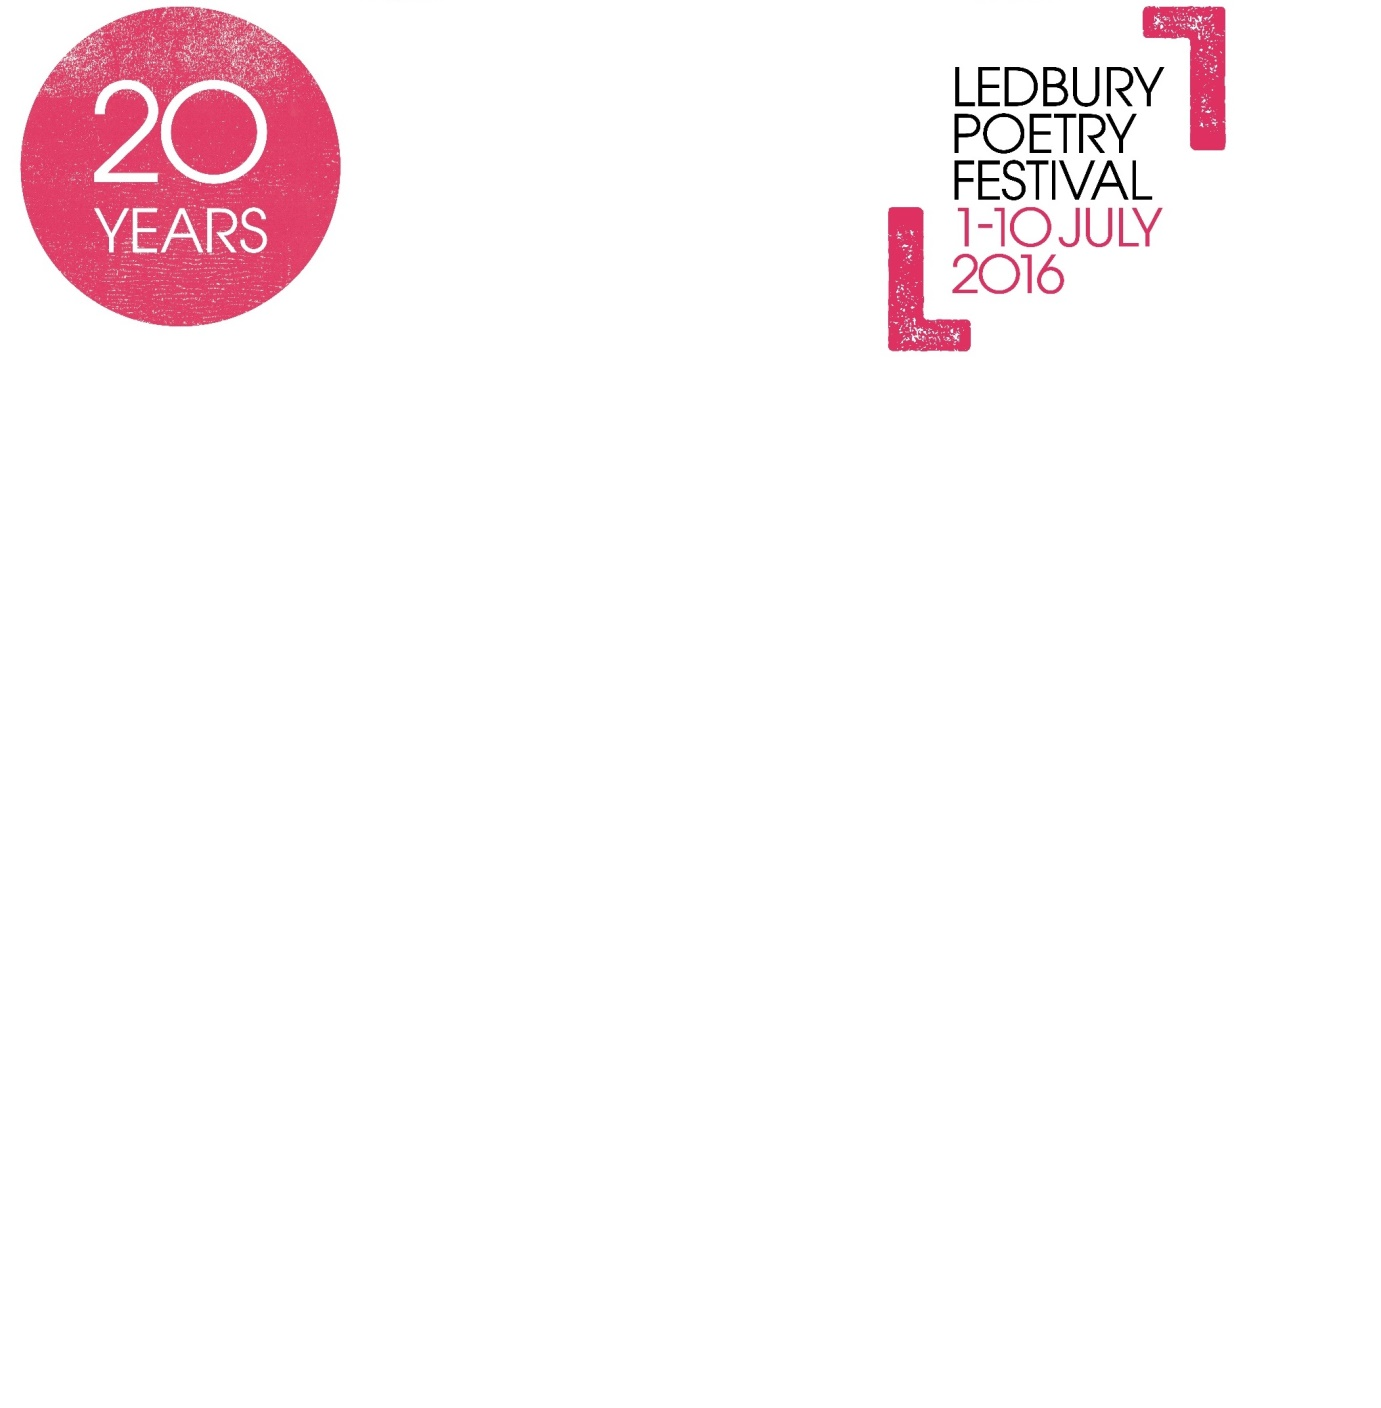 20
YEARS
LEDBURY
POETRY
FESTIVAL
1-10 JULY
2016